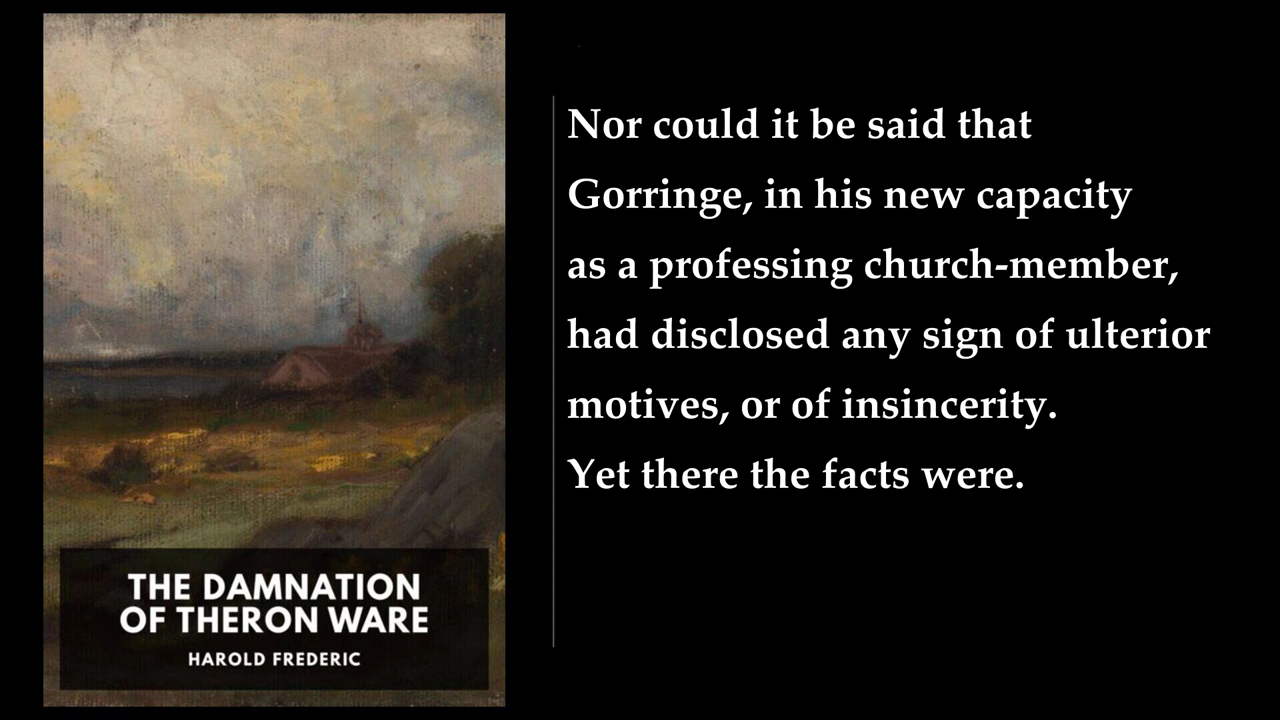 Nor could it be said that
Gorringe, in his new capacity
as a professing church-member,
had disclosed any sign of ulterior
motives, or of insincerity.
Yet there the facts were.
THE DAMNATION
OF THERON WARE
HAROLD FREDERIC